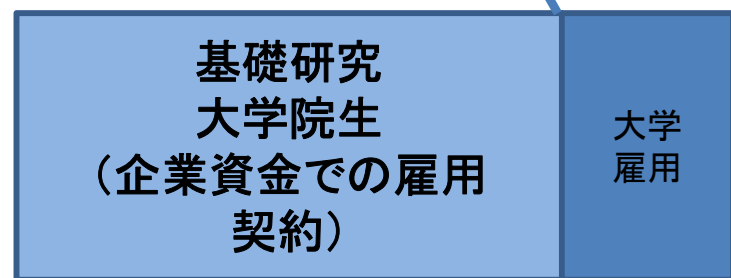 基礎研究
大学院生
（企業資金での雇用
契約）
大学
雇用